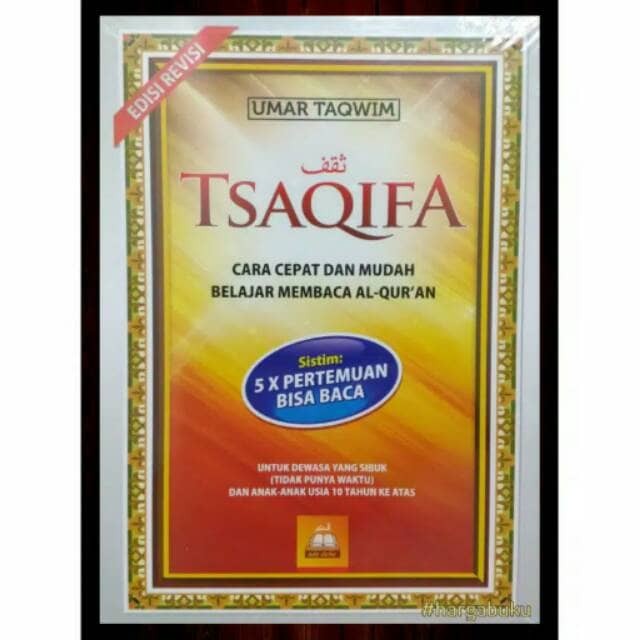 EDISI REVISI
UMAR TAQWIM
ثقف
TSAQIFA
CARA CEPAT DAN MUDAH
BELAJAR MEMBACA AL-QUR'AN
Sistim:
5 X PERTEMUAN
BISA BACA
UNTUK DEWASA YANG SIBUK
(TIDAK PUNYA WAKTU)
DAN ANAK-ANAK USIA 10 TAHUN KE ATAS
#hargabuku